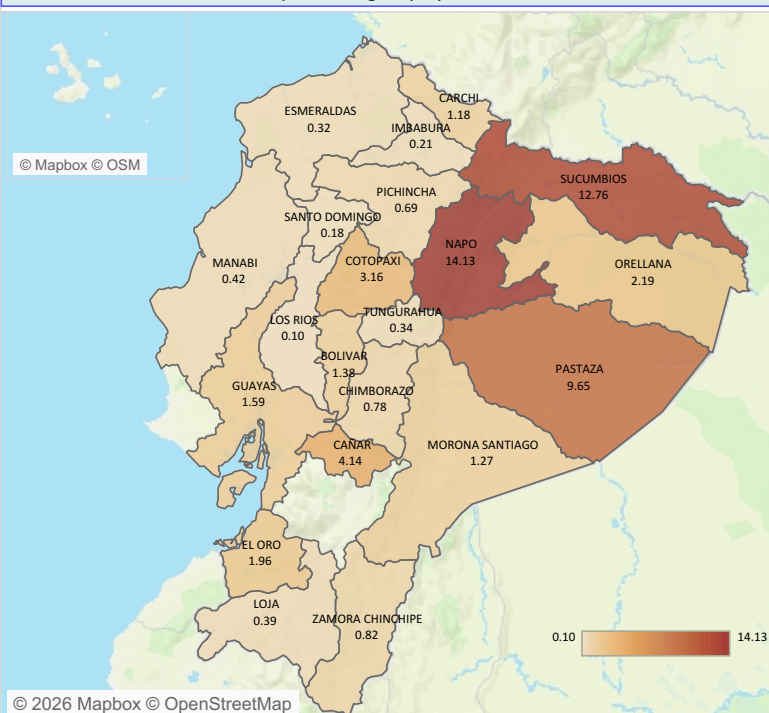 CARCHI
1.18
ESMERALDAS
0.32
IMBABURA
0.21
© Mapbox © OSM
SUCUMBIOS
12.76
PICHINCHA
0.69
SANTO DOMINGO
0.18
NAPO
14.13
COTOPAXI
3.16
MANABI
0.42
ORELLANA
2.19
TUNGURAHUA
0.34
LOS RIOS
0.10
BOLIVAR
1.38
PASTAZA
9.65
GUAYAS
1.59
CHIMBORAZO
0.78
CAÑAR
4.14
MORONA SANTIAGO
1.27
EL ORO
1.96
LOJA
0.39
ZAMORA CHINCHIPE
0.82
0.10 14.13
© 2026 Mapbox © OpenStreetMap